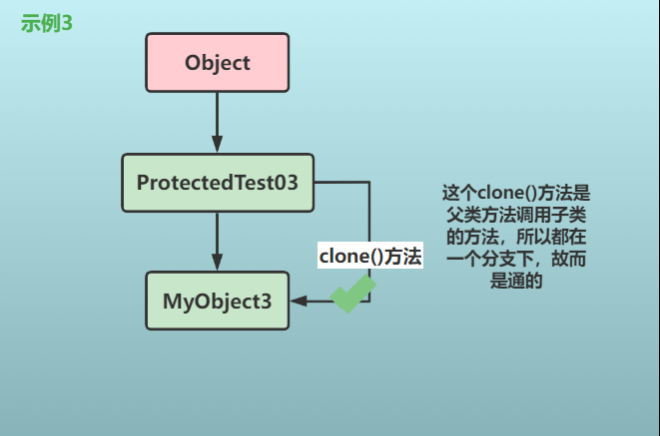 示例3
Object
ProtectedTest03
clone()方法
MyObject3
这个clone()方法是
父类方法调用子类
的方法，所以都在
一个分支下，故而
是通的